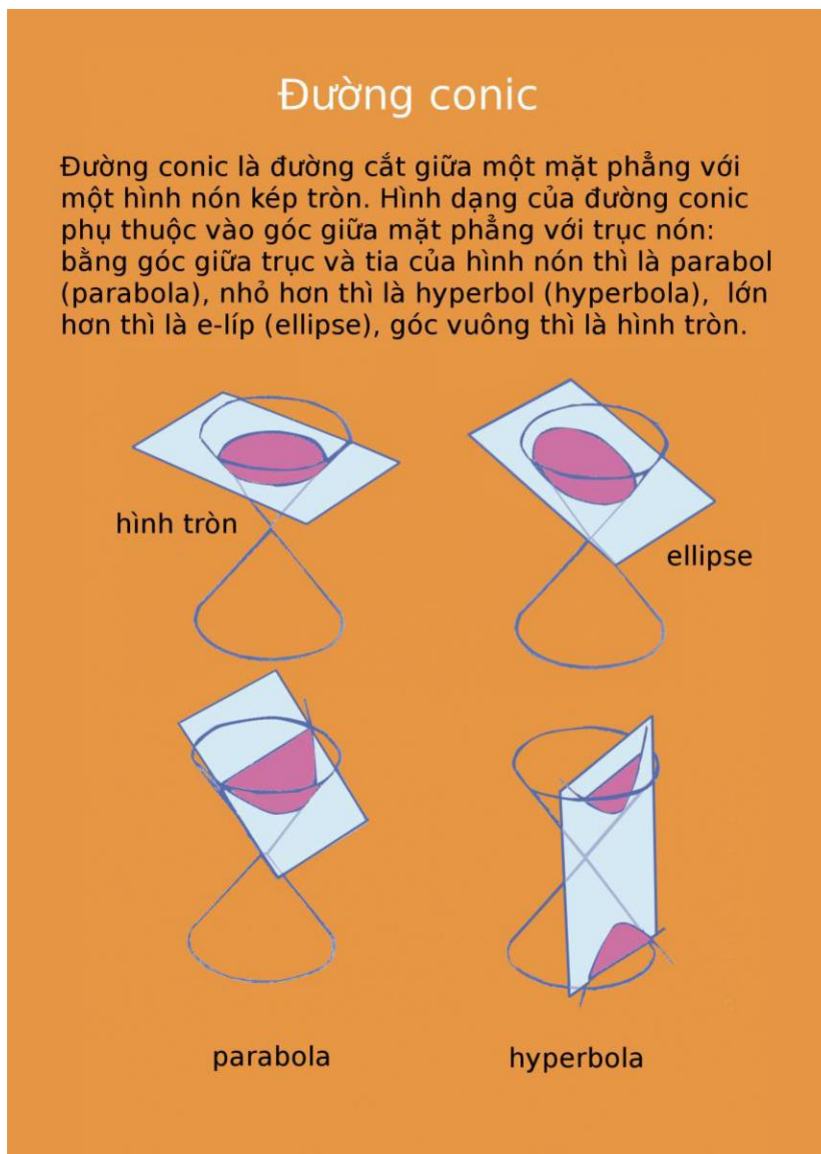 Đường conic
Đường conic là đường cắt giữa một mặt phẳng với
một hình nón kép tròn. Hình dạng của đường conic
phụ thuộc vào góc giữa mặt phẳng với trục nón:
bằng góc giữa trục và tia của hình nón thì là parabol
(parabola), nhỏ hơn thì là hyperbol (hyperbola), lớn
hơn thì là e-líp (ellipse), góc vuông thì là hình tròn.
hình tròn
ellipse
parabola
hyperbola